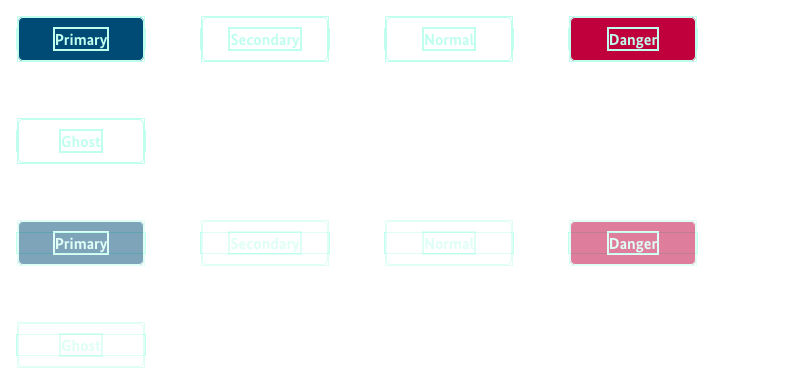 Primary
Secondary
Normal
Danger
Ghost
Primary
Secondary
Normal
Danger
Ghost